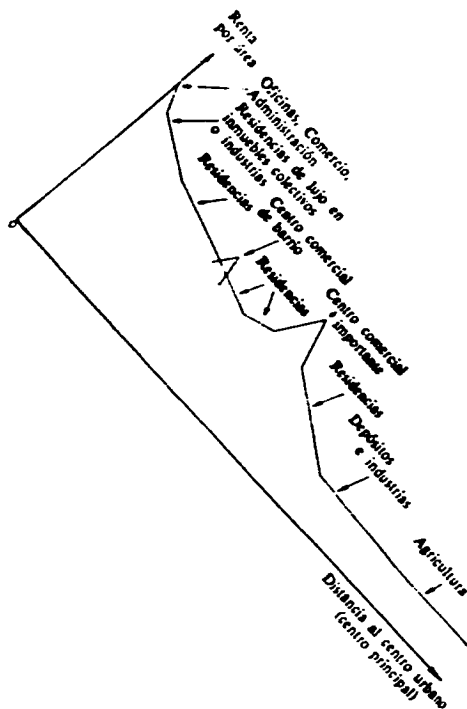 Renta
por área
Oficinas, Comercio,
Administración
Residencias de lujo en
inmuebles colectivos
o industrias
Residencias
Centro comercial
de barrio
Residencias
Centro comercial
importante
Residencias
Depósitos
e industrias
Agricultura
Distancia al centro urbano
(centro principal)